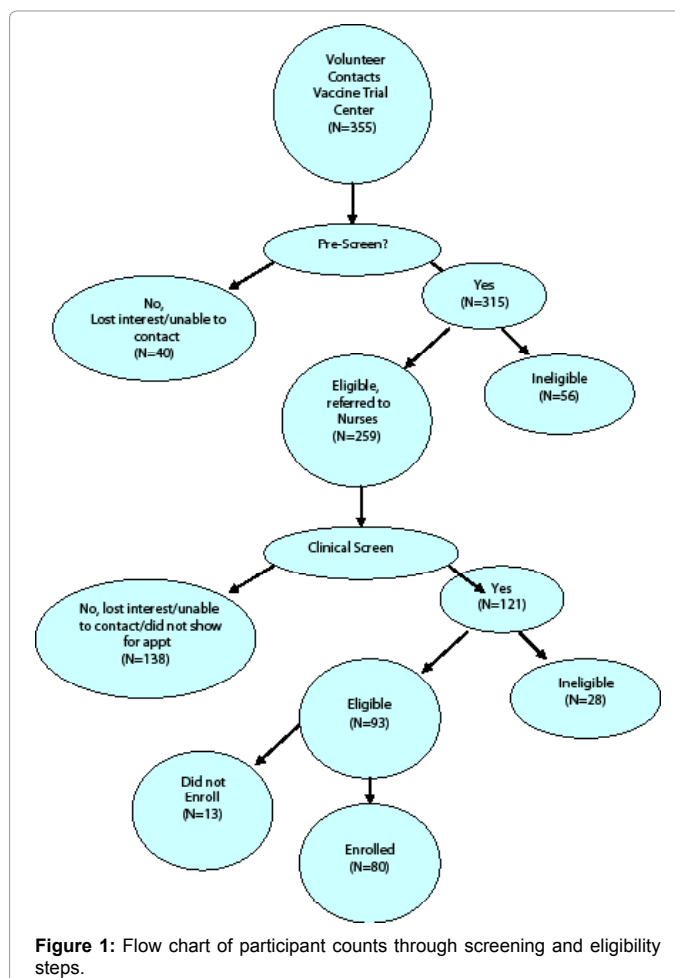 Volunteer
Contacts
Vaccine Trial
Center
(N=355)
Pre-Screen?
No,
Lost interest/unable to
contact
(N=40)
Yes
(N=315)
Eligible,
referred to
Nurses
(N=259)
Ineligible
(N=56)
Clinical Screen
No, lost interest/unable
to contact/did not show
for appt
(N=138)
Yes
(N=121)
Eligible
(N=93)
Ineligible
(N=28)
Did not
Enroll
(N=13)
Enrolled
(N=80)
Figure 1: Flow chart of participant counts through screening and eligibility
steps.